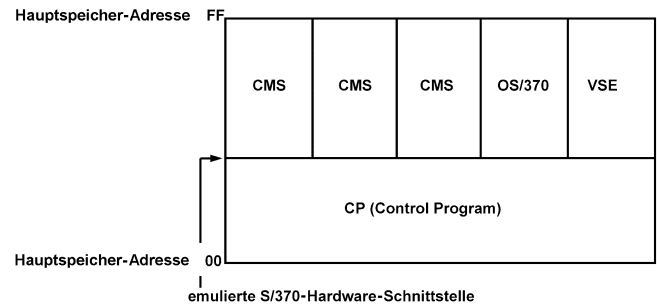 Hauptspeicher-Adresse FF
CMS CMS CMS OS/370 VSE
CP (Control Program)
Hauptspeicher-Adresse 00
emulierte S/370-Hardware-Schnittstelle